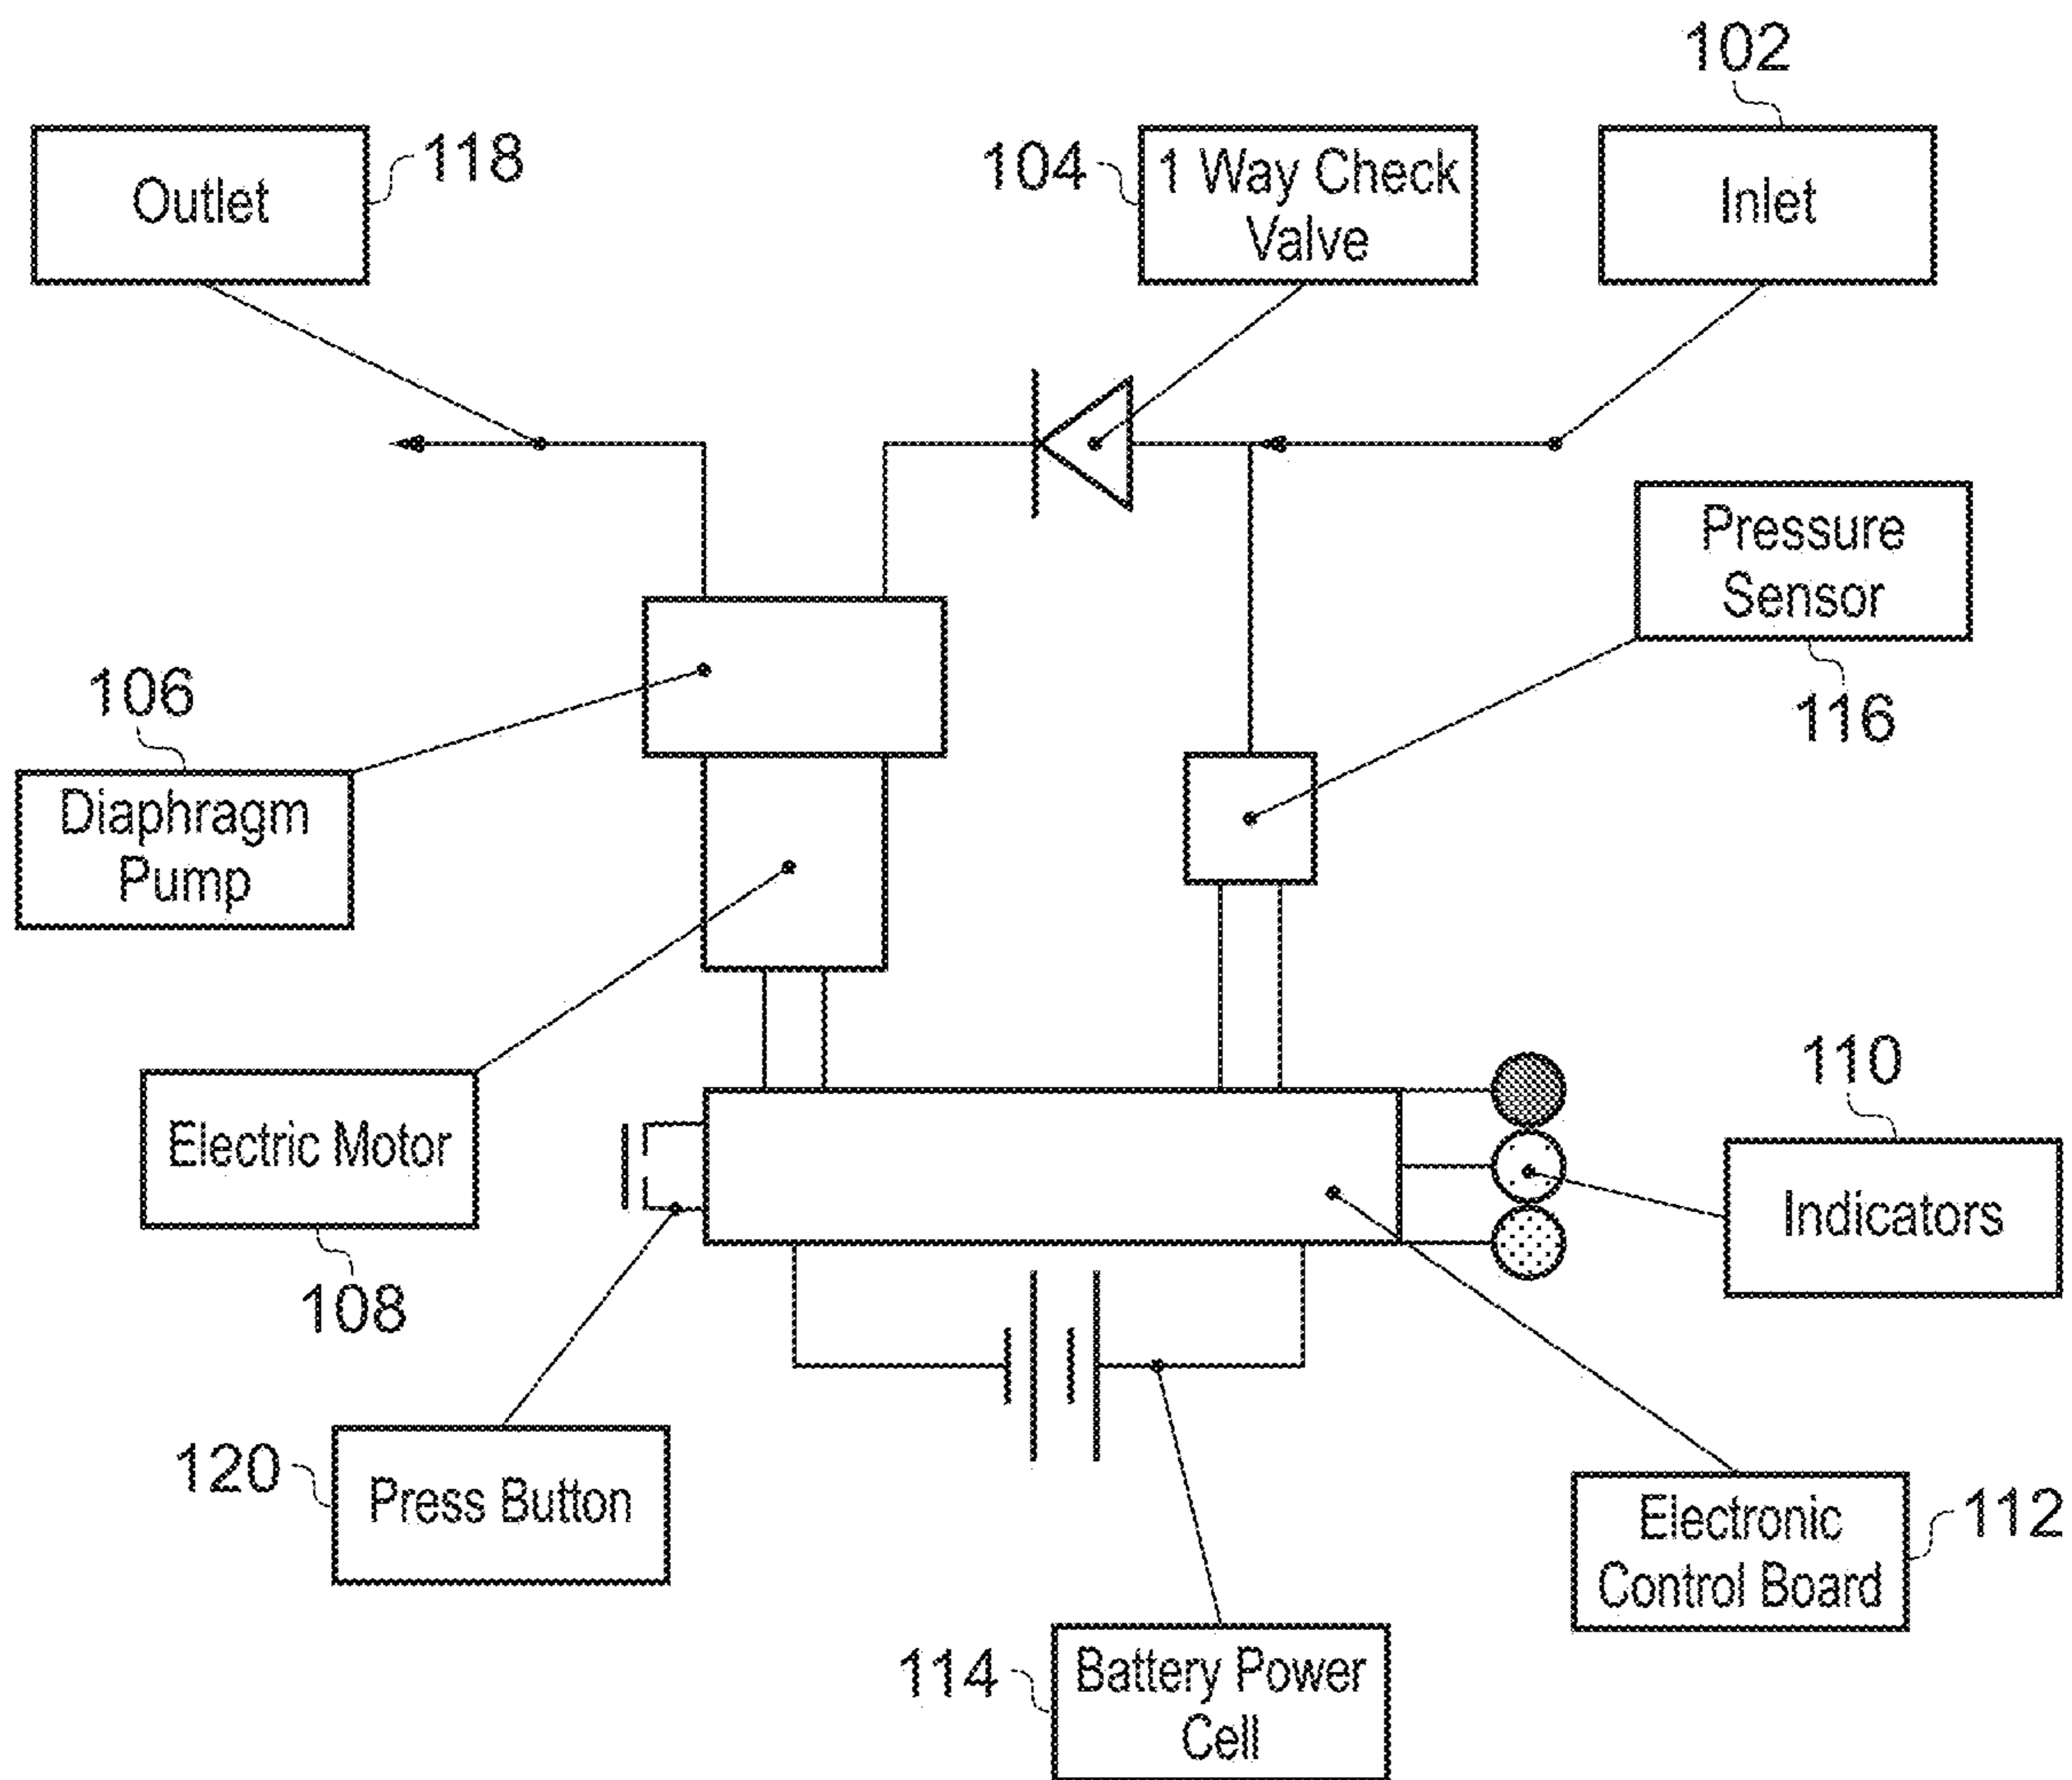 102
118
104
Outlet
1 Way Check
Valve
Inlet
Pressure
Sensor
116
106
Diaphragm
Pump
110
Electric Motor
Indicators
108
120
Press Button
Electronic
Control Board
112
114
Battery Power
Cell